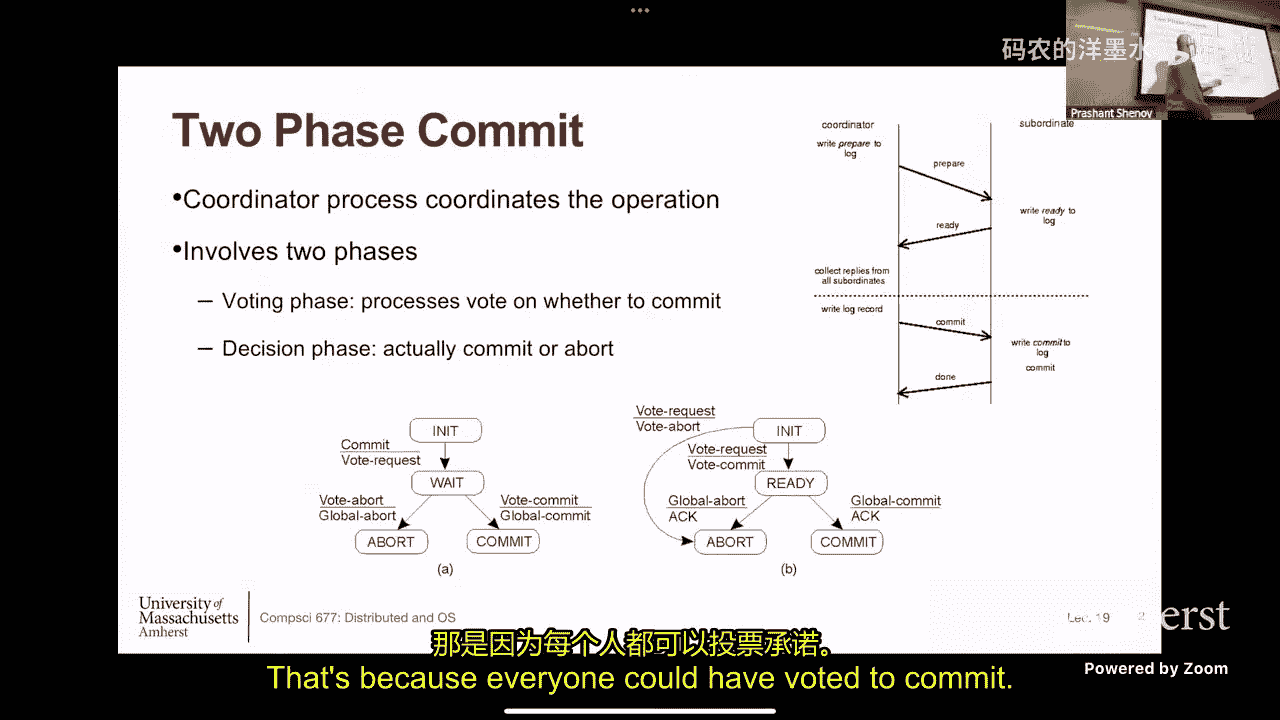 码农的洋墨水
Prashant Shenoy
Two Phase Commit
•Coordinator process coordinates the operation
•Involves two phases
– Voting phase: processes vote on whether to commit
– Decision phase: actually commit or abort
coordinator
subordinate
write prepare to
log
prepare
write ready to
log
ready
collect replies from
all subordinates
write log record
commit
write commit to
log
commit
done
INIT
Commit
Vote-request
WAIT
Vote-abort
Global-abort
Vote-commit
Global-commit
ABORT
COMMIT
(a)
Vote-request
Vote-abort
INIT
Vote-request
Vote-commit
READY
Global-abort
ACK
Global-commit
ACK
ABORT
COMMIT
(b)
University of
Massachusetts
Amherst
Compsci 677: Distributed and OS
Lec. 19
2
erst
那是因为每个人都可以投票承诺。
That's because everyone could have voted to commit.
Powered by Zoom